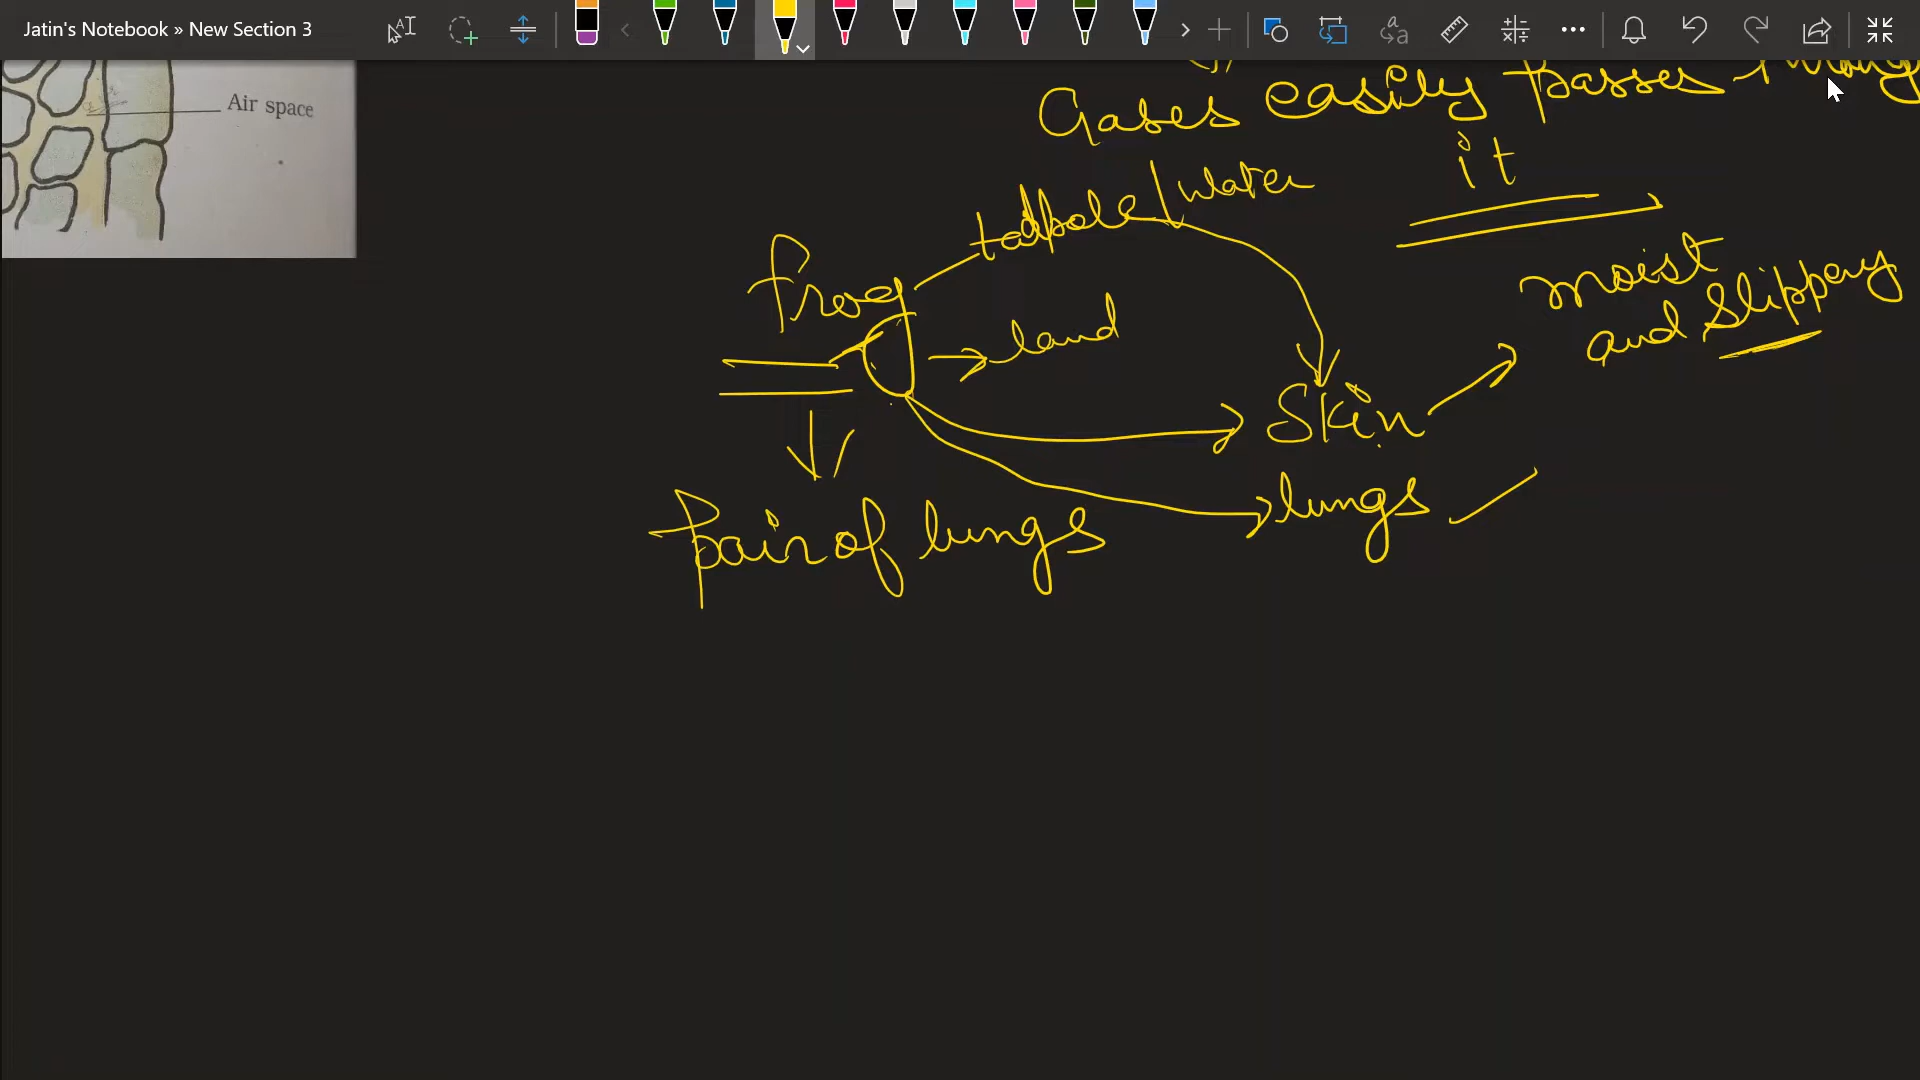 Jatin's Notebook » New Section 3
Air space
Gases easily passes through
it
tadpole/water
frog
land
moist
and slippery
Skin
lungs
pair of lungs